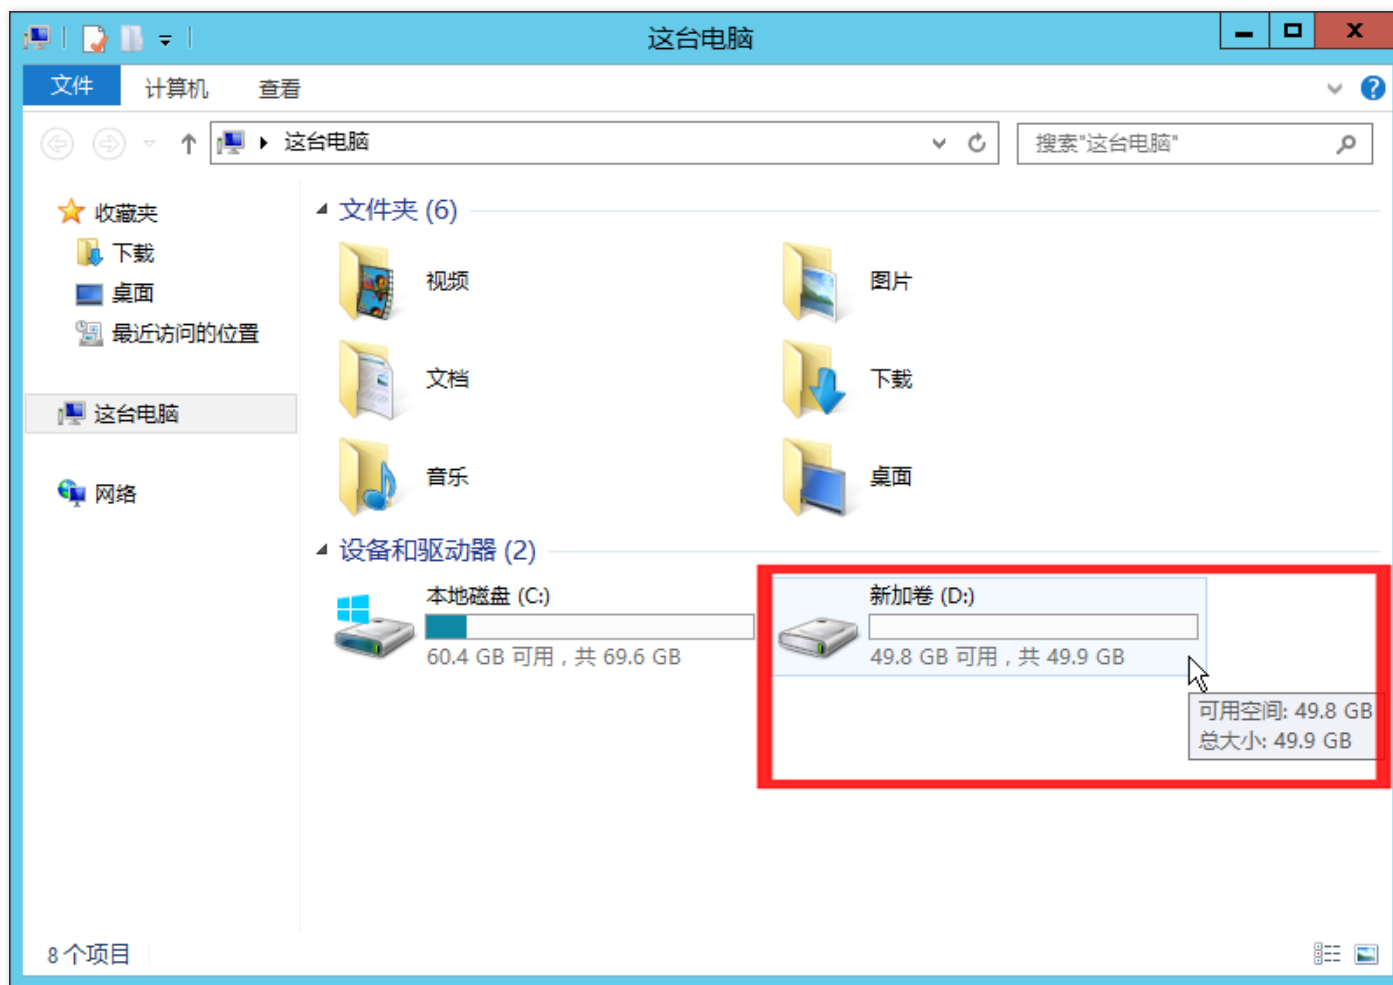 这台电脑
文件 计算机 查看
这台电脑
搜索"这台电脑"
收藏夹
下载
桌面
最近访问的位置
这台电脑
网络
文件夹 (6)
视频
图片
文档
下载
音乐
桌面
设备和驱动器 (2)
本地磁盘 (C:)
60.4 GB 可用，共 69.6 GB
新加卷 (D:)
49.8 GB 可用，共 49.9 GB
可用空间: 49.8 GB
总大小: 49.9 GB
8 个项目